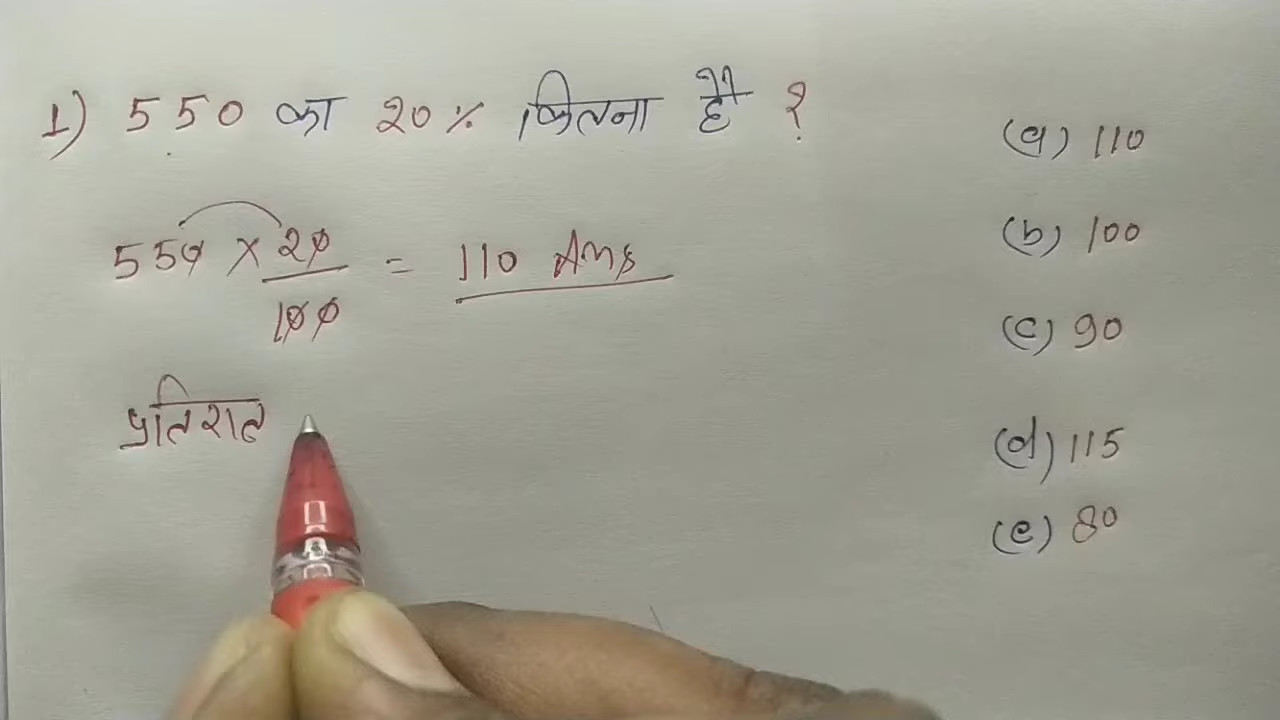 1) 550 का 20% कितना है ?
550 × 20/100 = 110 Ans
प्रतिशत
(a) 110
(b) 100
(c) 90
(d) 115
(e) 80